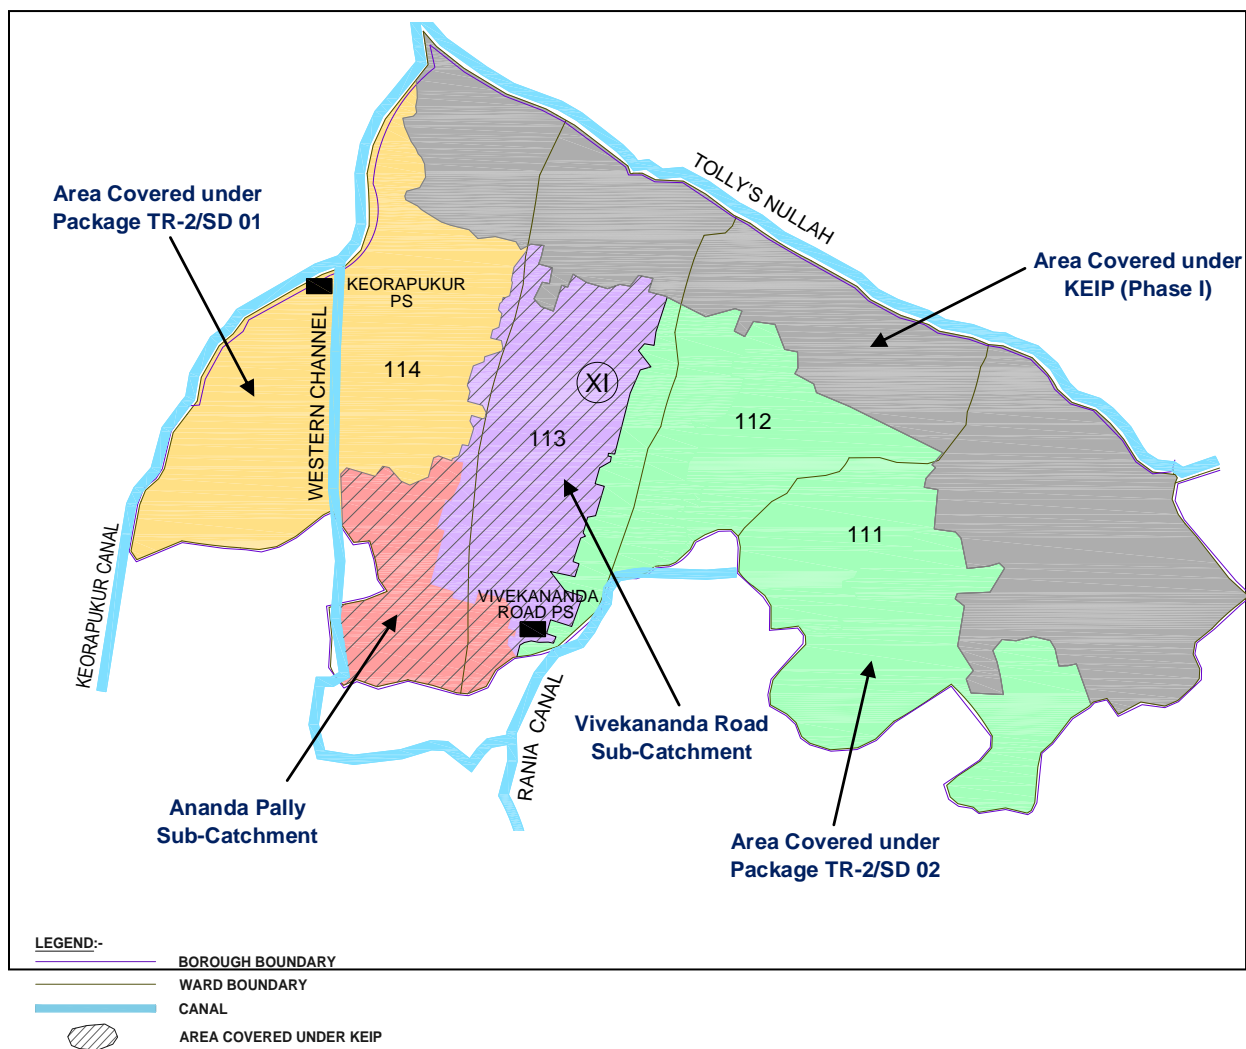 TOLLY'S NULLAH
Area Covered under
Package TR-2/SD 01
Area Covered under
KEIP (Phase I)
KEORAPUKUR
PS
WESTERN CHANNEL
114
XI
113
112
111
KEORAPUKUR CANAL
VIVEKANANDA
ROAD PS
RANIA CANAL
Vivekananda Road
Sub-Catchment
Ananda Pally
Sub-Catchment
Area Covered under
Package TR-2/SD 02
LEGEND:-
BOROUGH BOUNDARY
WARD BOUNDARY
CANAL
AREA COVERED UNDER KEIP